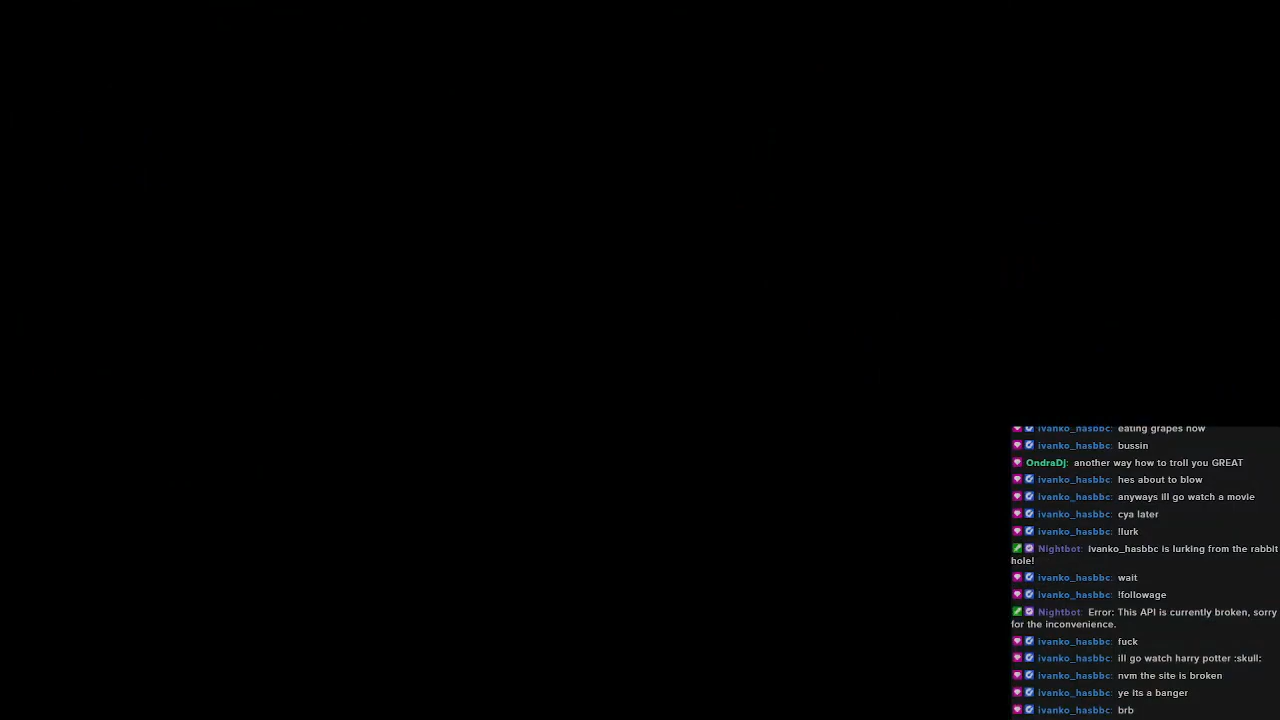 ivanko_hasbbc: eating grapes now
ivanko_hasbbc: bussin
OndraDj: another way how to troll you GREAT
ivanko_hasbbc: hes about to blow
ivanko_hasbbc: anyways ill go watch a movie
ivanko_hasbbc: cya later
ivanko_hasbbc: !lurk
Nightbot: ivanko_hasbbc is lurking from the rabbit
hole!
ivanko_hasbbc: wait
ivanko_hasbbc: !followage
Nightbot: Error: This API is currently broken, sorry
for the inconvenience.
ivanko_hasbbc: fuck
ivanko_hasbbc: ill go watch harry potter :skull:
ivanko_hasbbc: nvm the site is broken
ivanko_hasbbc: ye its a banger
ivanko_hasbbc: brb